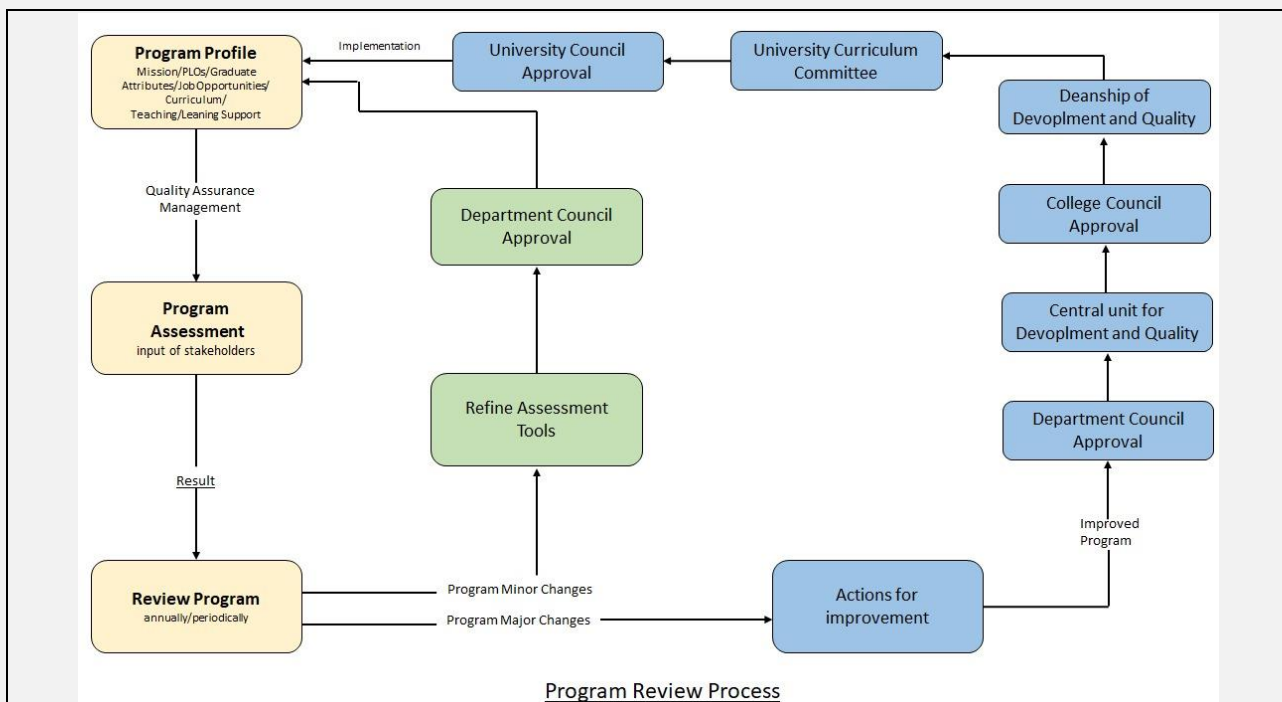 Program Profile
Mission/PLOs/Graduate
Attributes/Job Opportunities/
Curriculum/
Teaching/Leaning Support
Implementation
University Council
Approval
University Curriculum
Committee
Deanship of
Devoplment and Quality
Quality Assurance
Management
Department Council
Approval
College Council
Approval
Program
Assessment
input of stakeholders
Central unit for
Devoplment and Quality
Refine Assessment
Tools
Department Council
Approval
Result
Improved
Program
Review Program
annually/periodically
Program Minor Changes
Program Major Changes
Actions for
improvement
Program Review Process